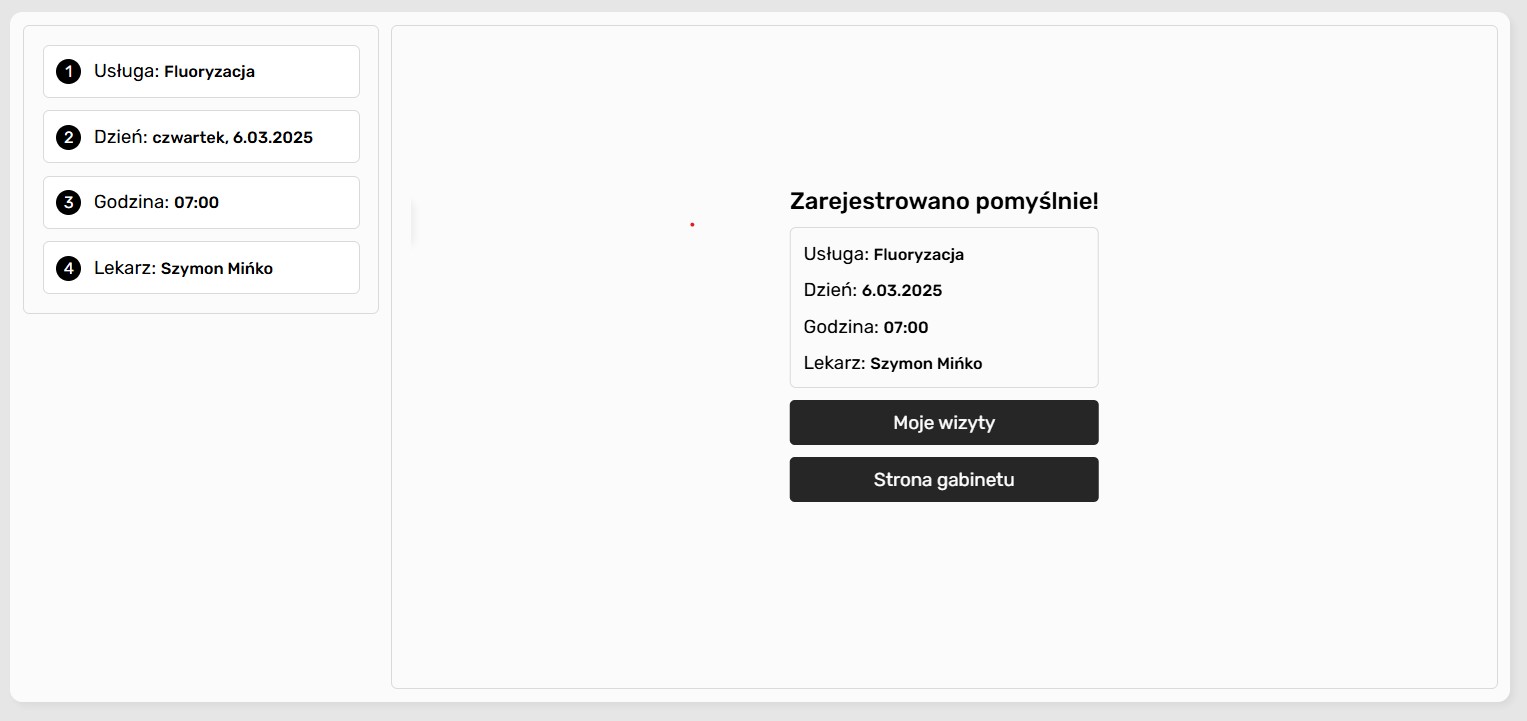 1 Usługa: Fluoryzacja
2 Dzień: czwartek, 6.03.2025
3 Godzina: 07:00
4 Lekarz: Szymon Mińko
Zarejestrowano pomyślnie!
Usługa: Fluoryzacja
Dzień: 6.03.2025
Godzina: 07:00
Lekarz: Szymon Mińko
Moje wizyty
Strona gabinetu